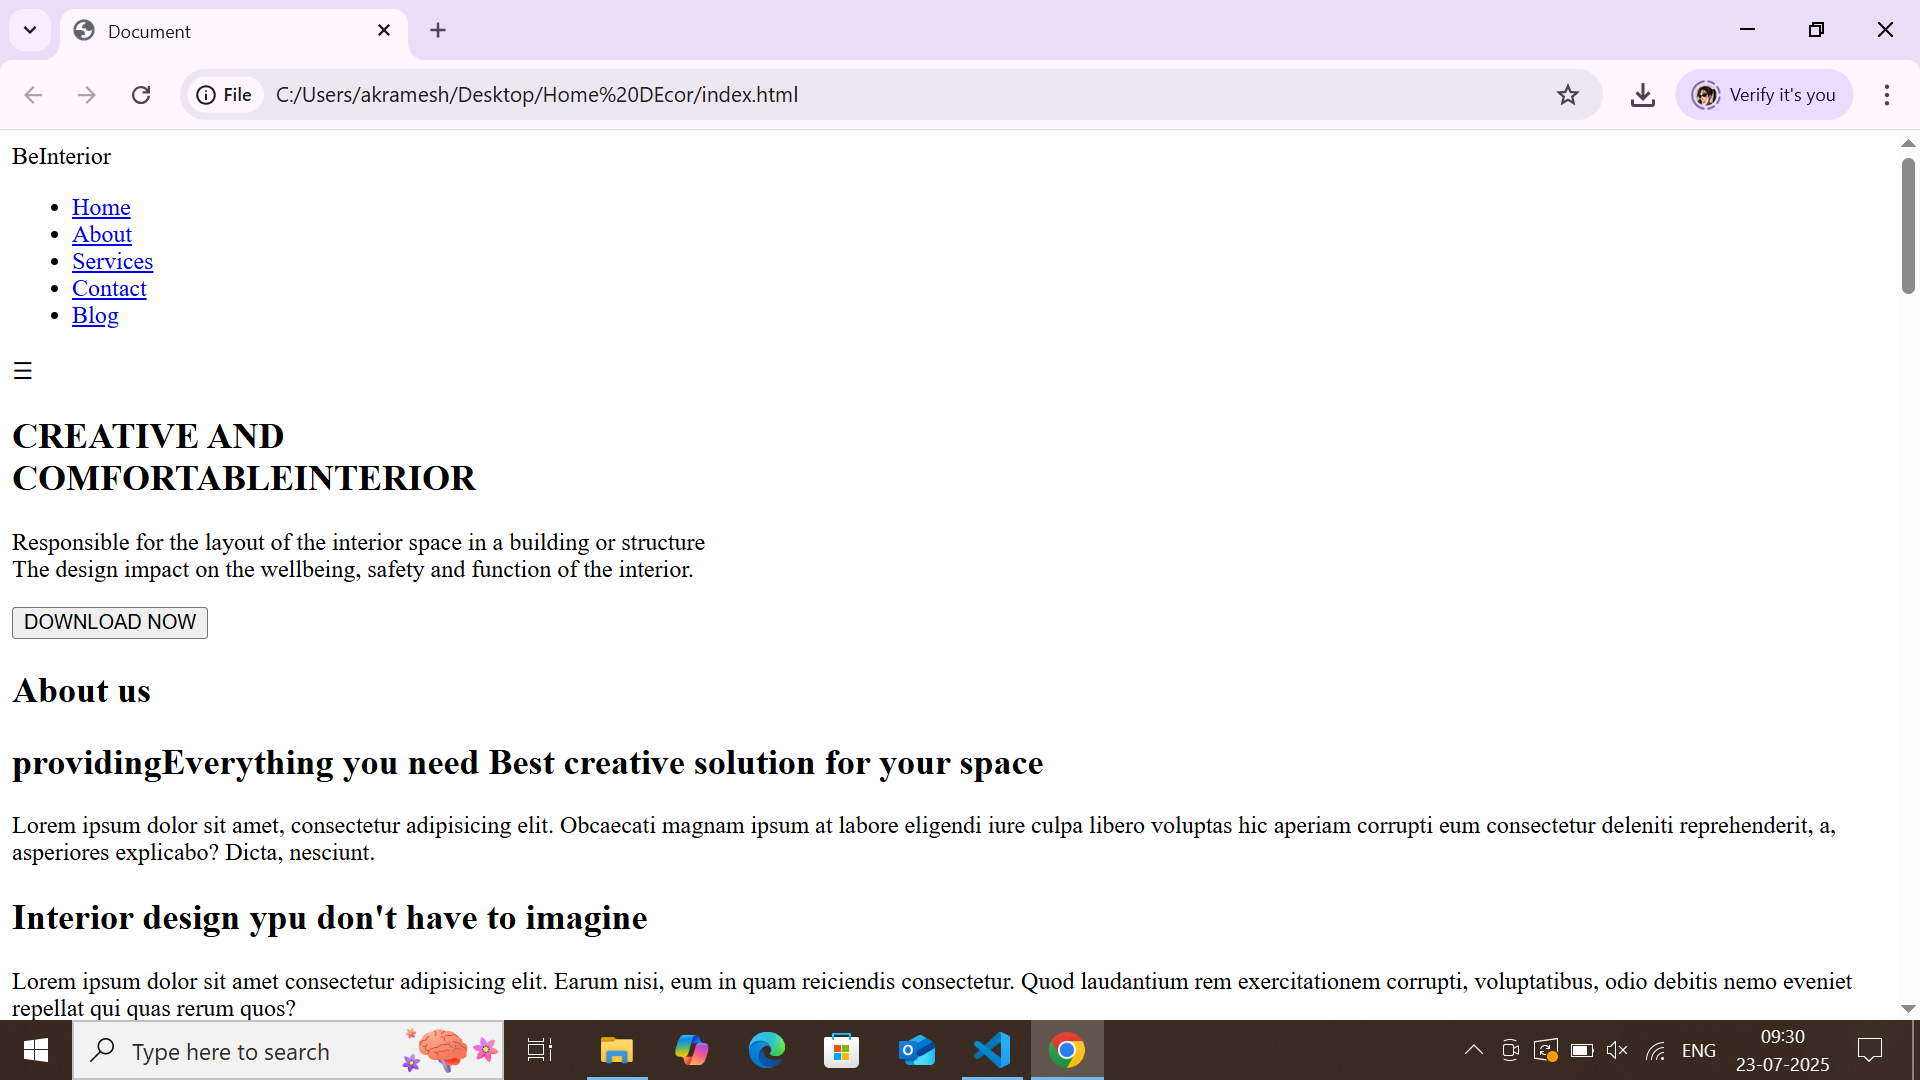 Document
File
C:/Users/akramesh/Desktop/Home%20DEcor/index.html
Verify it's you
BeInterior
Home
About
Services
Contact
Blog
☰
CREATIVE AND
COMFORTABLEINTERIOR
Responsible for the layout of the interior space in a building or structure
The design impact on the wellbeing, safety and function of the interior.
DOWNLOAD NOW
About us
providingEverything you need Best creative solution for your space
Lorem ipsum dolor sit amet, consectetur adipisicing elit. Obcaecati magnam ipsum at labore eligendi iure culpa libero voluptas hic aperiam corrupti eum consectetur deleniti reprehenderit, a,
asperiores explicabo? Dicta, nesciunt.
Interior design ypu don't have to imagine
Lorem ipsum dolor sit amet consectetur adipisicing elit. Earum nisi, eum in quam reiciendis consectetur. Quod laudantium rem exercitationem corrupti, voluptatibus, odio debitis nemo eveniet
repellat qui quas rerum quos?
Type here to search
ENG
09:30
23-07-2025